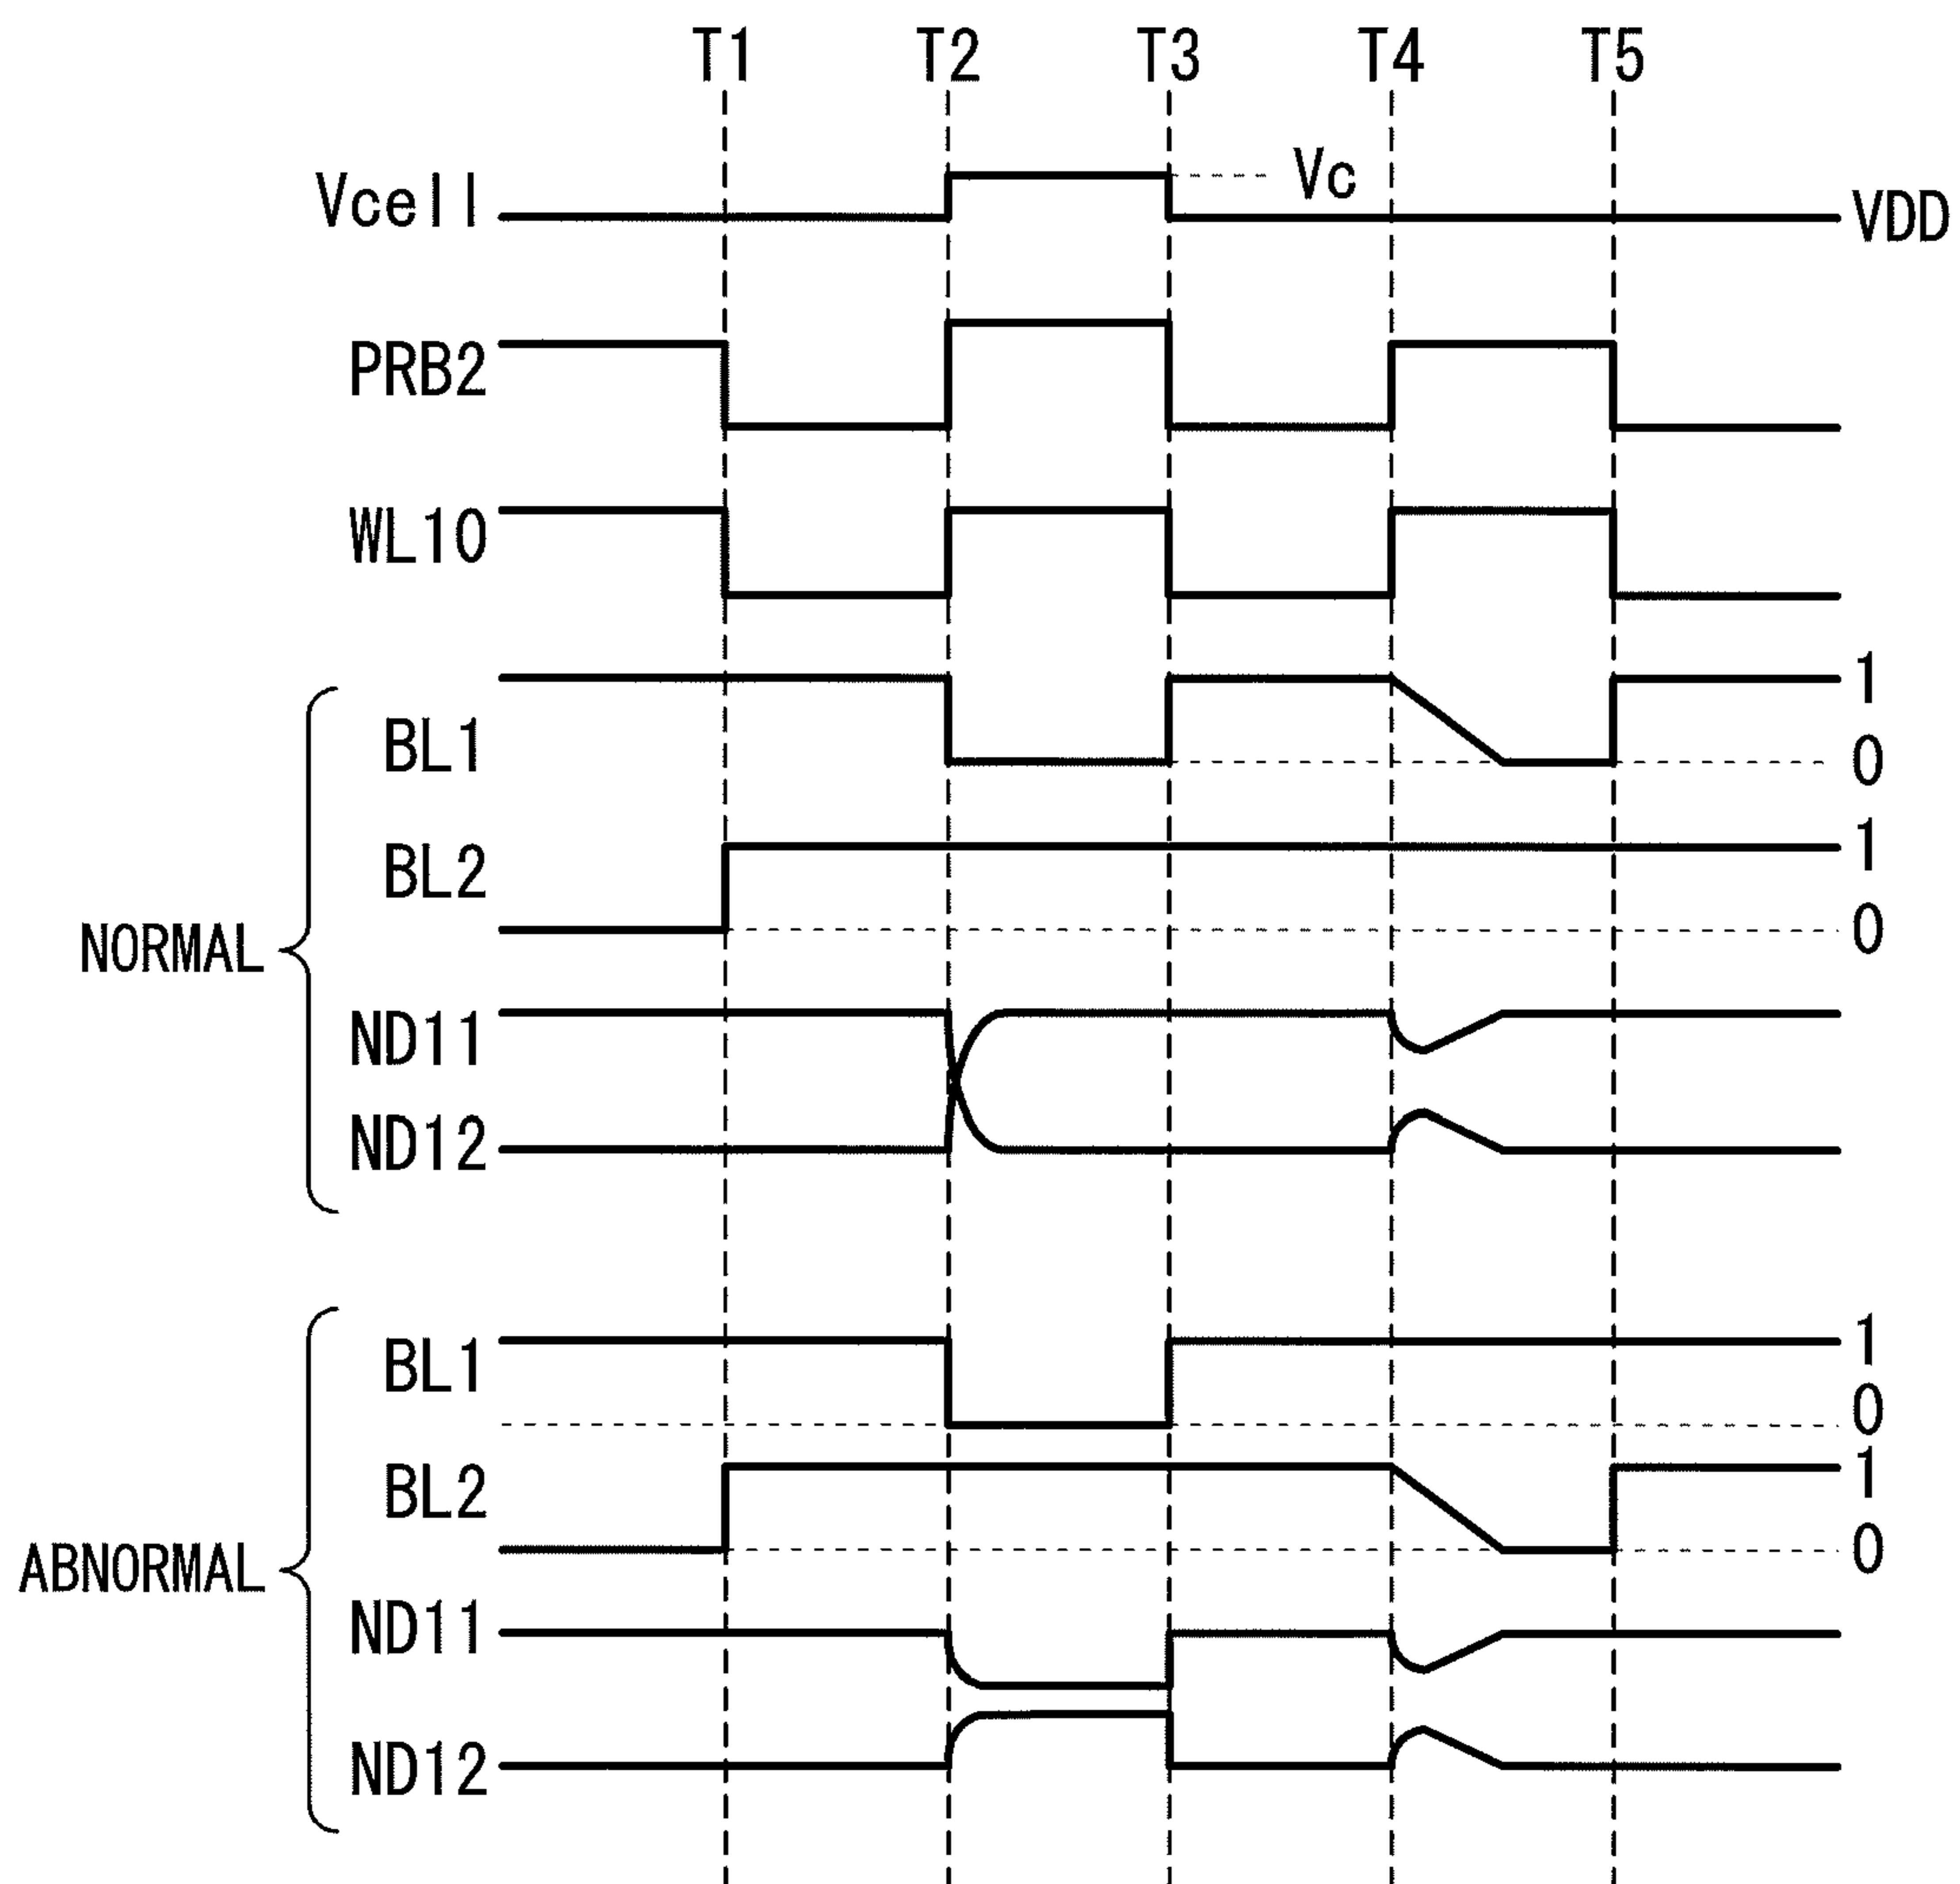 T1 T2 T3 T4 T5
Vcell Vc VDD
PRB2
WL10
NORMAL
BL1 1 0
BL2 1 0
ND11
ND12
ABNORMAL
BL1 1 0
BL2 1 0
ND11
ND12